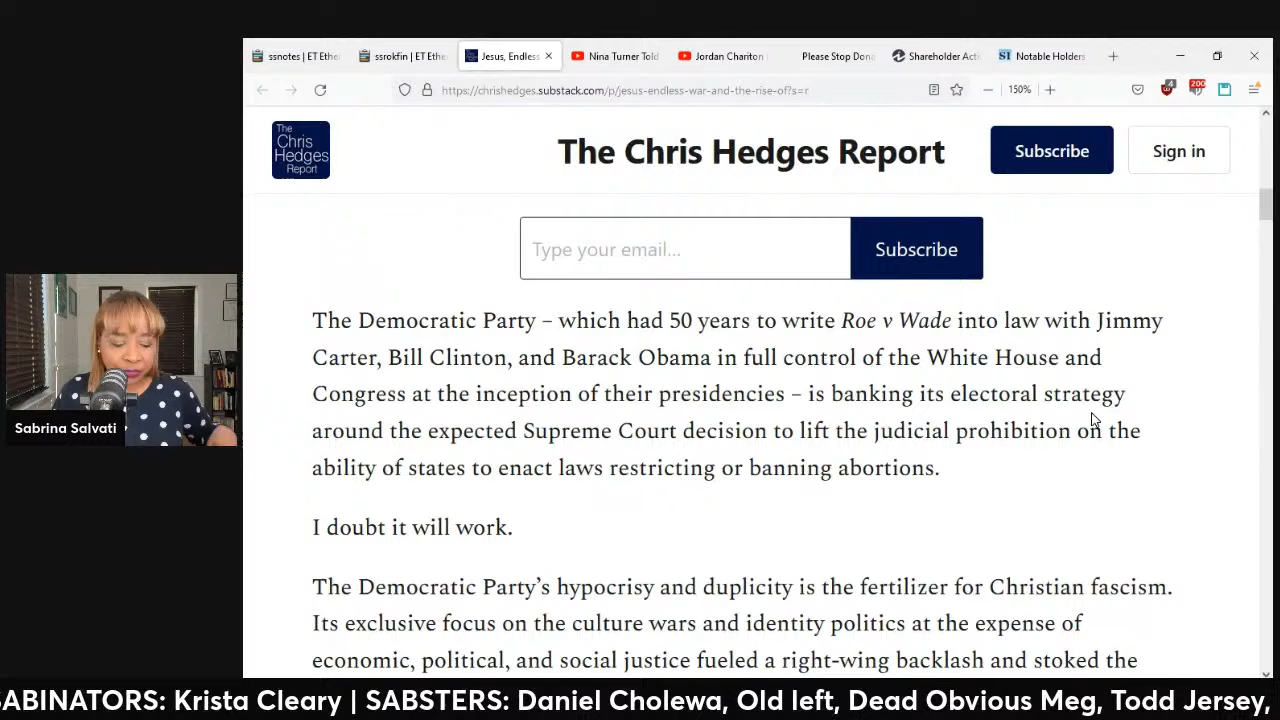 ssnotes | ET Ethe
ssrokfin | ET Ethe
Jesus, Endless
Nina Turner Told
Jordan Chariton
Please Stop Dona
Shareholder Acti
Notable Holders
https://chrishedges.substack.com/p/jesus-endless-war-and-the-rise-of?s=r
150%
4
200
The
Chris
Hedges
Report
The Chris Hedges Report
Subscribe
Sign in
Type your email...
Subscribe
The Democratic Party – which had 50 years to write Roe v Wade into law with Jimmy
Carter, Bill Clinton, and Barack Obama in full control of the White House and
Congress at the inception of their presidencies – is banking its electoral strategy
around the expected Supreme Court decision to lift the judicial prohibition on the
ability of states to enact laws restricting or banning abortions.
I doubt it will work.
The Democratic Party’s hypocrisy and duplicity is the fertilizer for Christian fascism.
Its exclusive focus on the culture wars and identity politics at the expense of
economic, political, and social justice fueled a right-wing backlash and stoked the
Sabrina Salvati
SABINATORS: Krista Cleary | SABSTERS: Daniel Cholewa, Old left, Dead Obvious Meg, Todd Jersey,